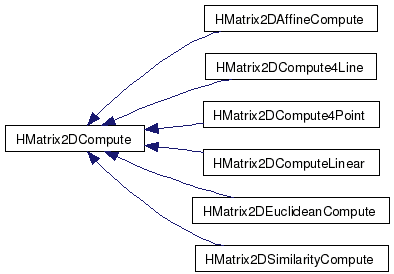 HMatrix2DAffineCompute
HMatrix2DCompute4Line
HMatrix2DCompute4Point
HMatrix2DCompute
HMatrix2DComputeLinear
HMatrix2DEuclideanCompute
HMatrix2DSimilarityCompute